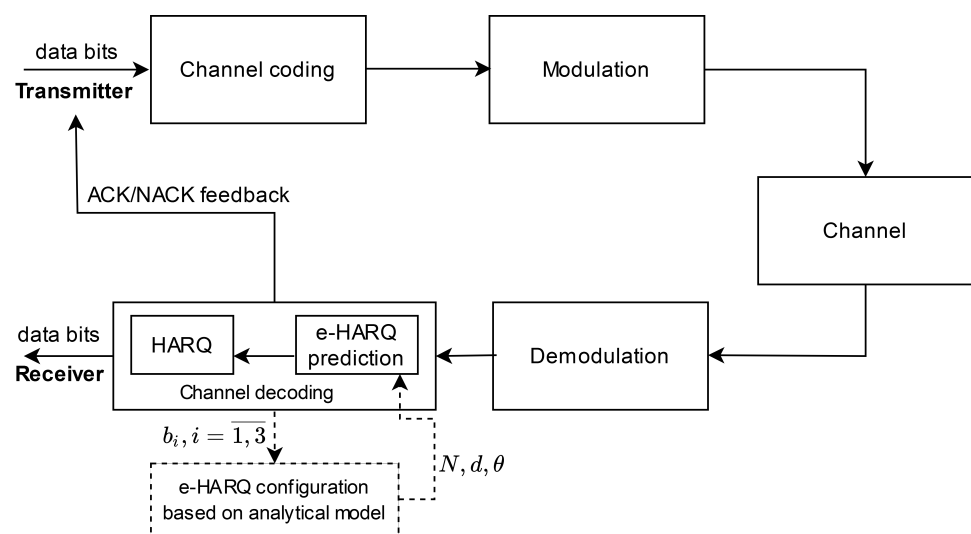 data bits
Transmitter
Channel coding
Modulation
ACK/NACK feedback
Channel
data bits
Receiver
HARQ
e-HARQ
prediction
Channel decoding
Demodulation
b_i, i = \overline{1,3}
N, d, θ
e-HARQ configuration
based on analytical model